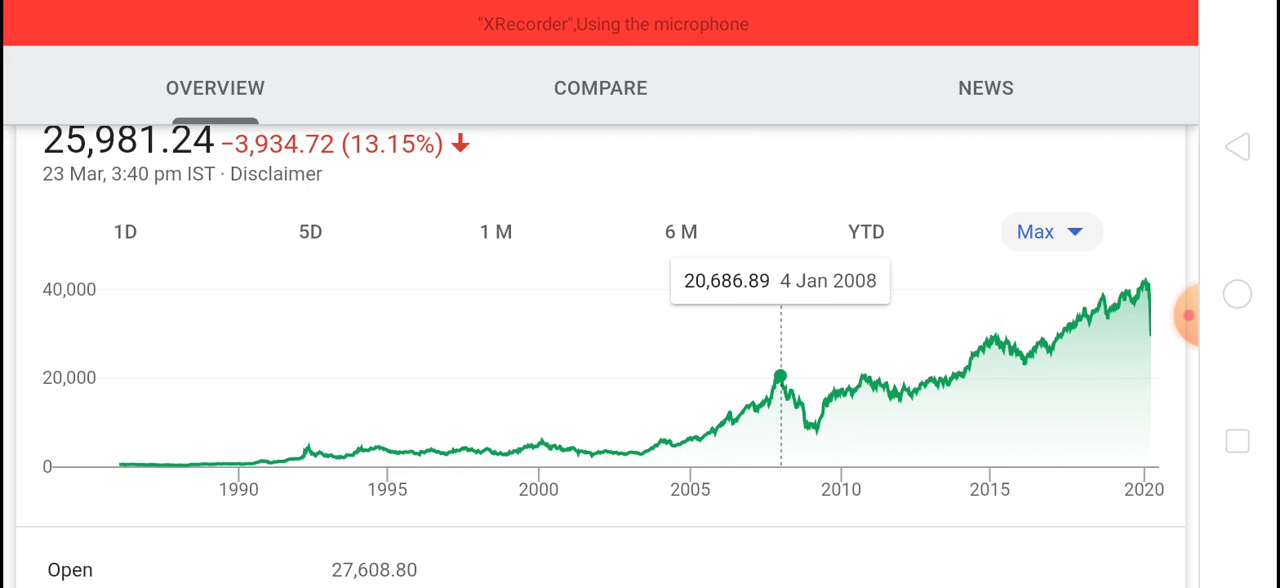 "XRecorder",Using the microphone
OVERVIEW COMPARE NEWS
25,981.24 −3,934.72 (13.15%)
23 Mar, 3:40 pm IST · Disclaimer
1D 5D 1 M 6 M YTD Max
20,686.89 4 Jan 2008
40,000
20,000
0
1990 1995 2000 2005 2010 2015 2020
Open 27,608.80